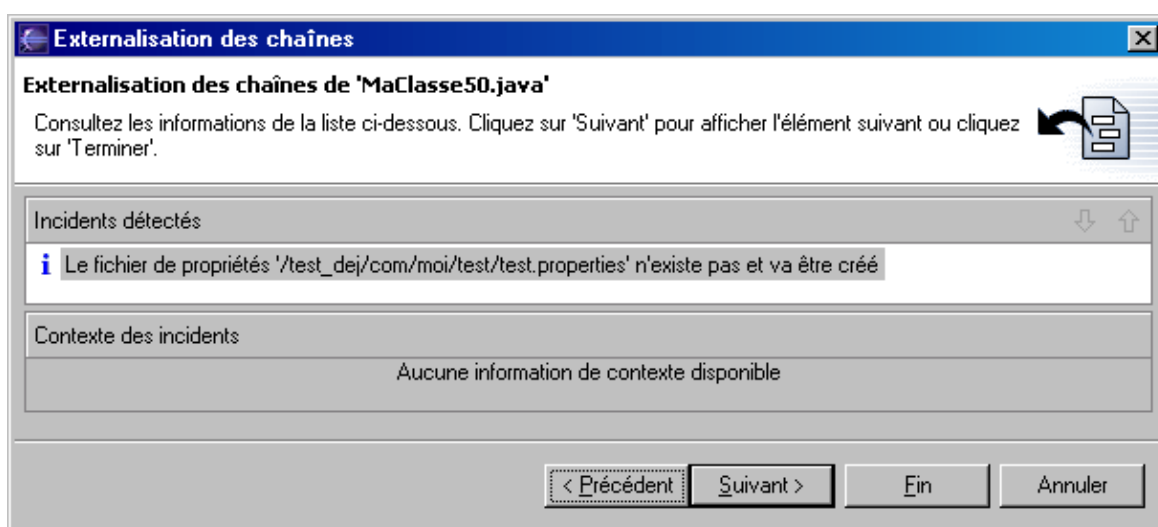 Externalisation des chaînes
Externalisation des chaînes de 'MaClasse50.java'
Consultez les informations de la liste ci-dessous. Cliquez sur 'Suivant' pour afficher l'élément suivant ou cliquez
sur 'Terminer'.
Incidents détectés
Le fichier de propriétés '/test_dej/com/moi/test/test.properties' n'existe pas et va être créé
Contexte des incidents
Aucune information de contexte disponible
< Précédent Suivant > Fin Annuler